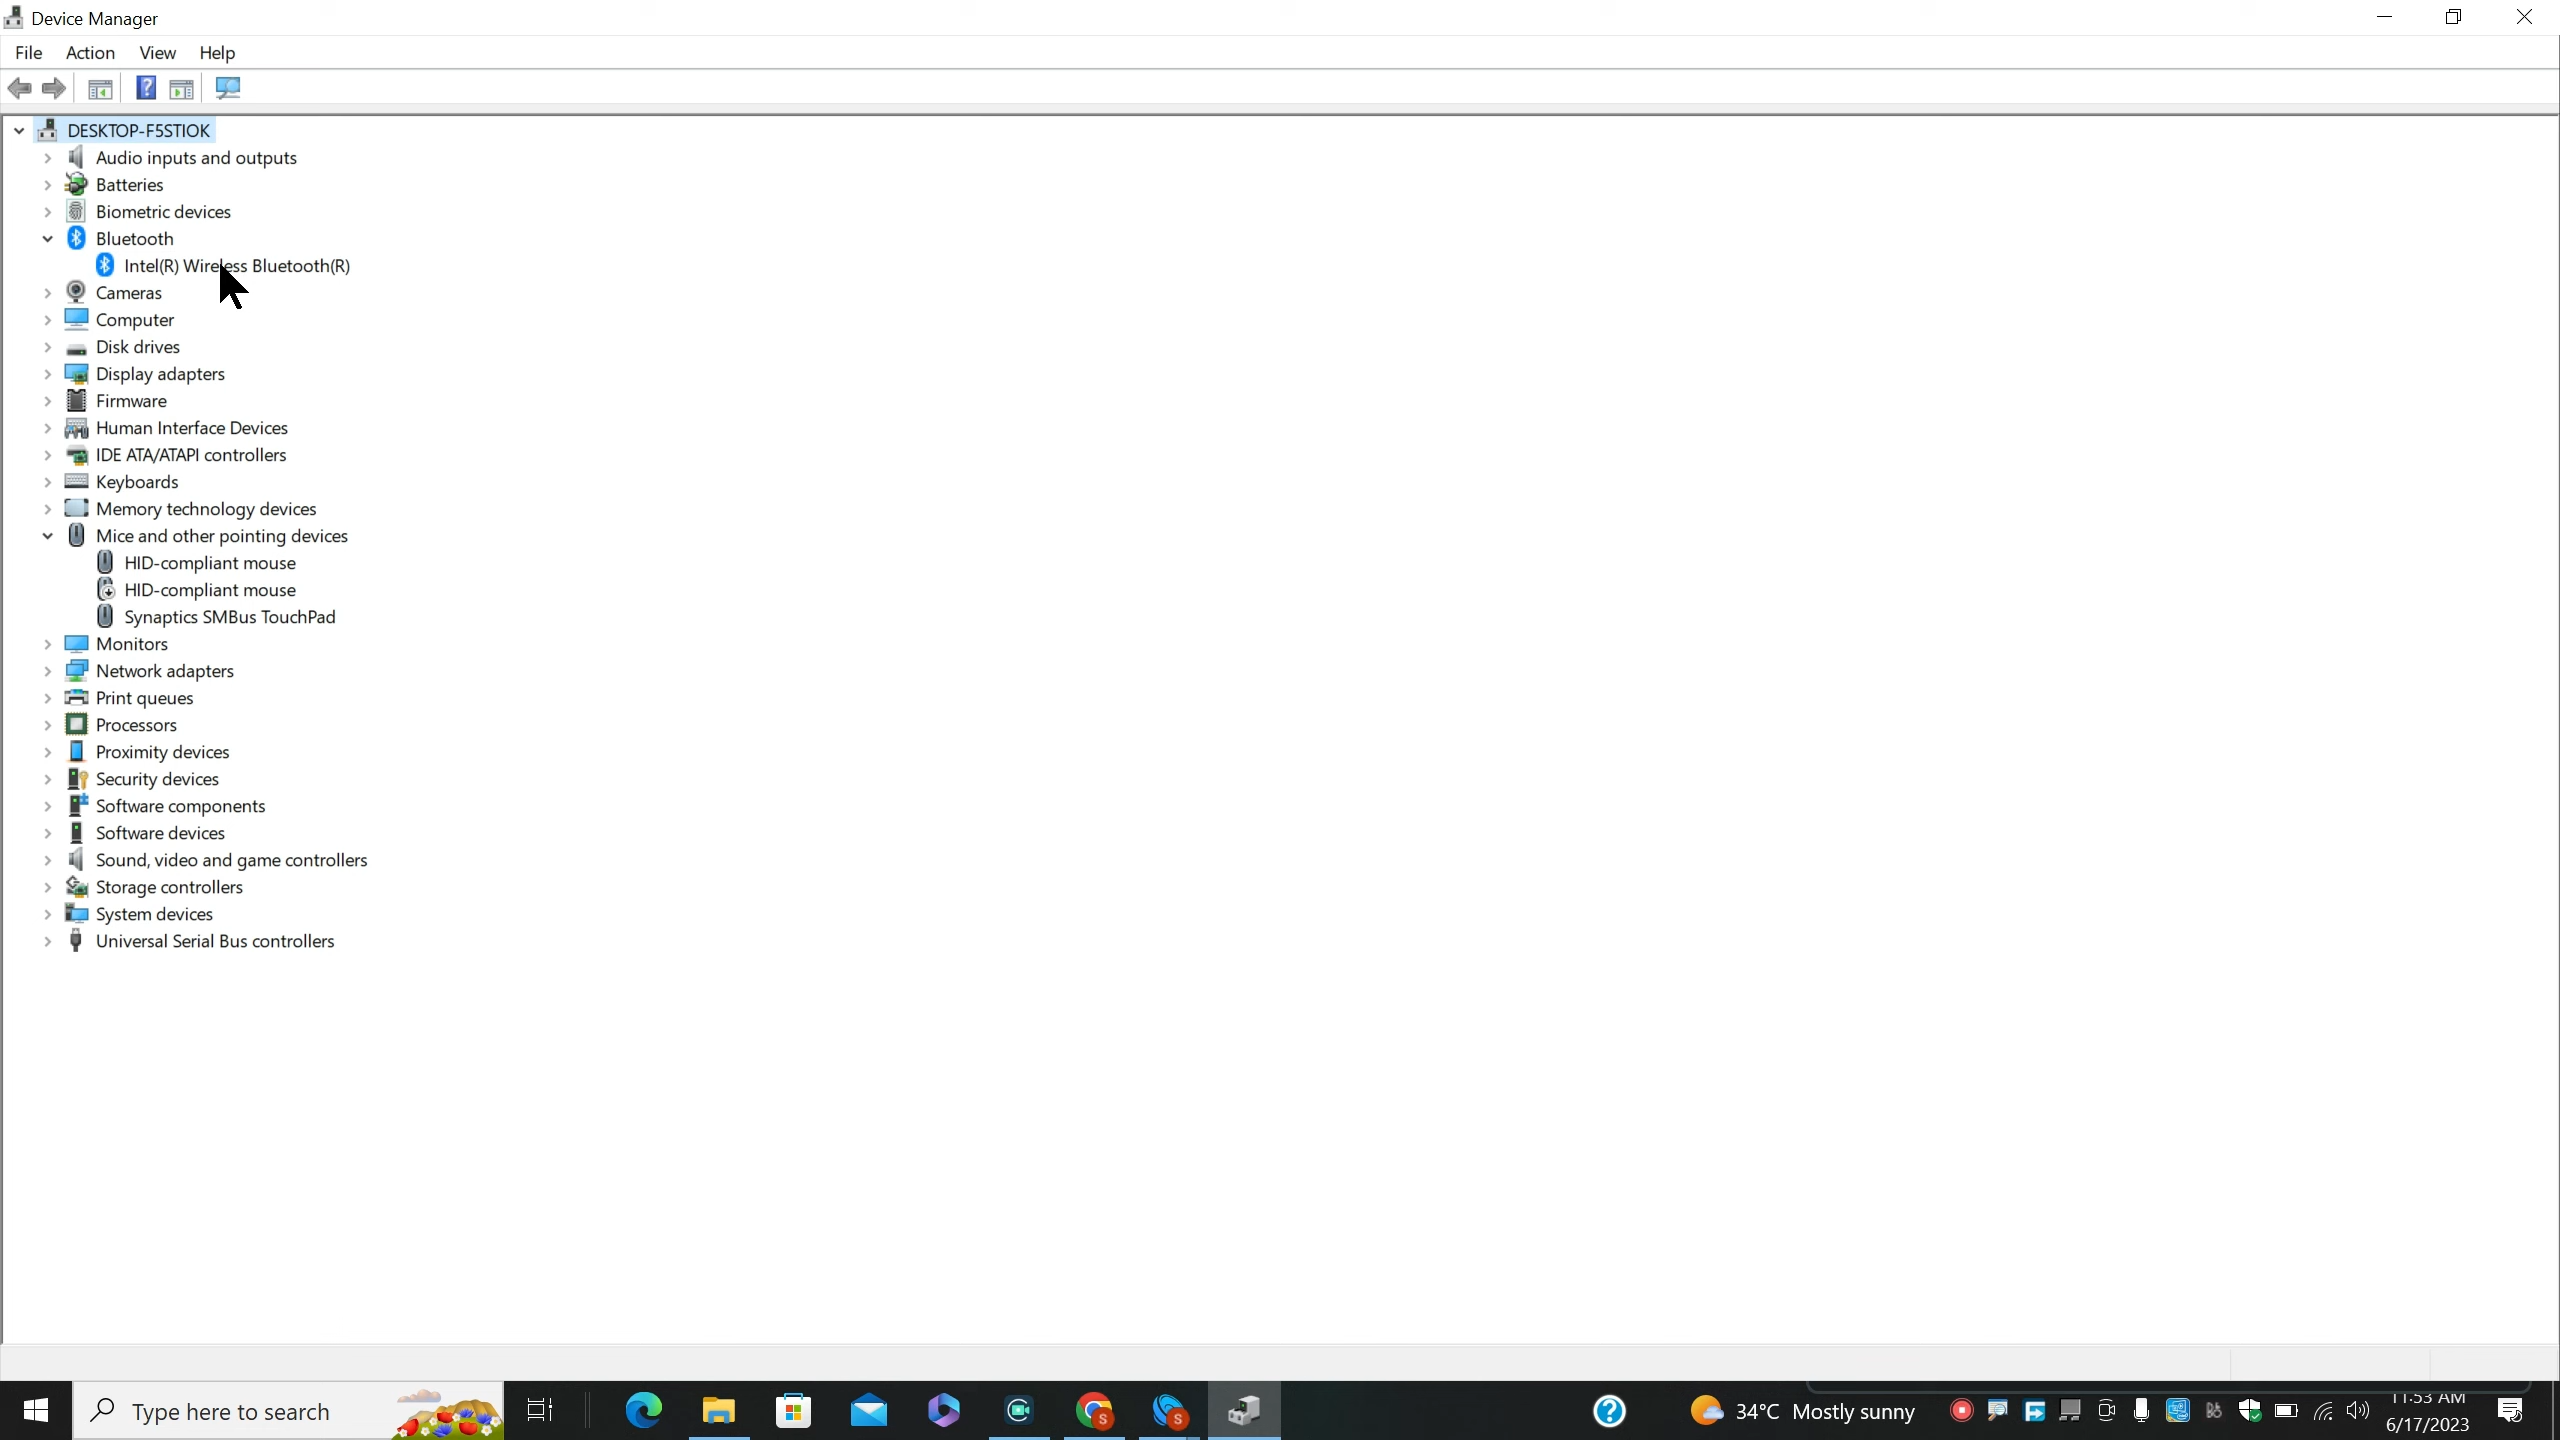 Device Manager
File Action View Help
DESKTOP-F5STIOK
Audio inputs and outputs
Batteries
Biometric devices
Bluetooth
Intel(R) Wireless Bluetooth(R)
Cameras
Computer
Disk drives
Display adapters
Firmware
Human Interface Devices
IDE ATA/ATAPI controllers
Keyboards
Memory technology devices
Mice and other pointing devices
HID-compliant mouse
HID-compliant mouse
Synaptics SMBus TouchPad
Monitors
Network adapters
Print queues
Processors
Proximity devices
Security devices
Software components
Software devices
Sound, video and game controllers
Storage controllers
System devices
Universal Serial Bus controllers
Type here to search
34°C Mostly sunny
11:53 AM
6/17/2023